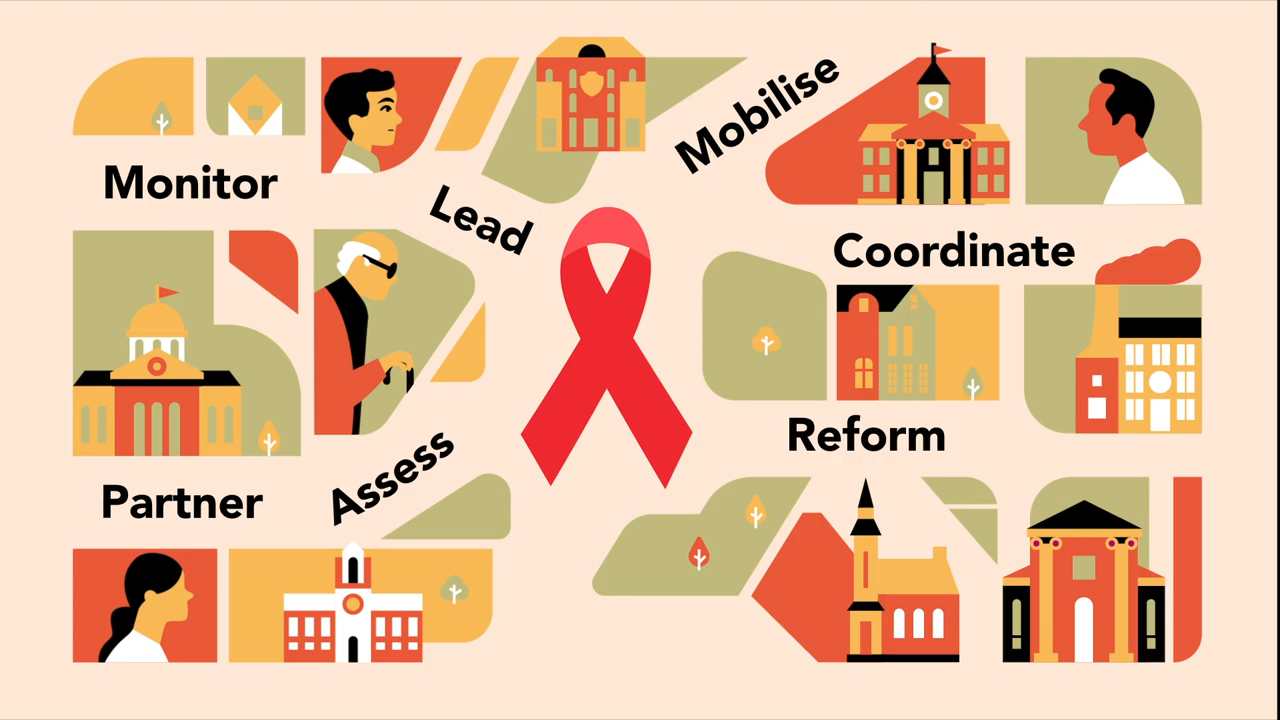 Monitor
Lead
Mobilise
Coordinate
Partner
Assess
Reform